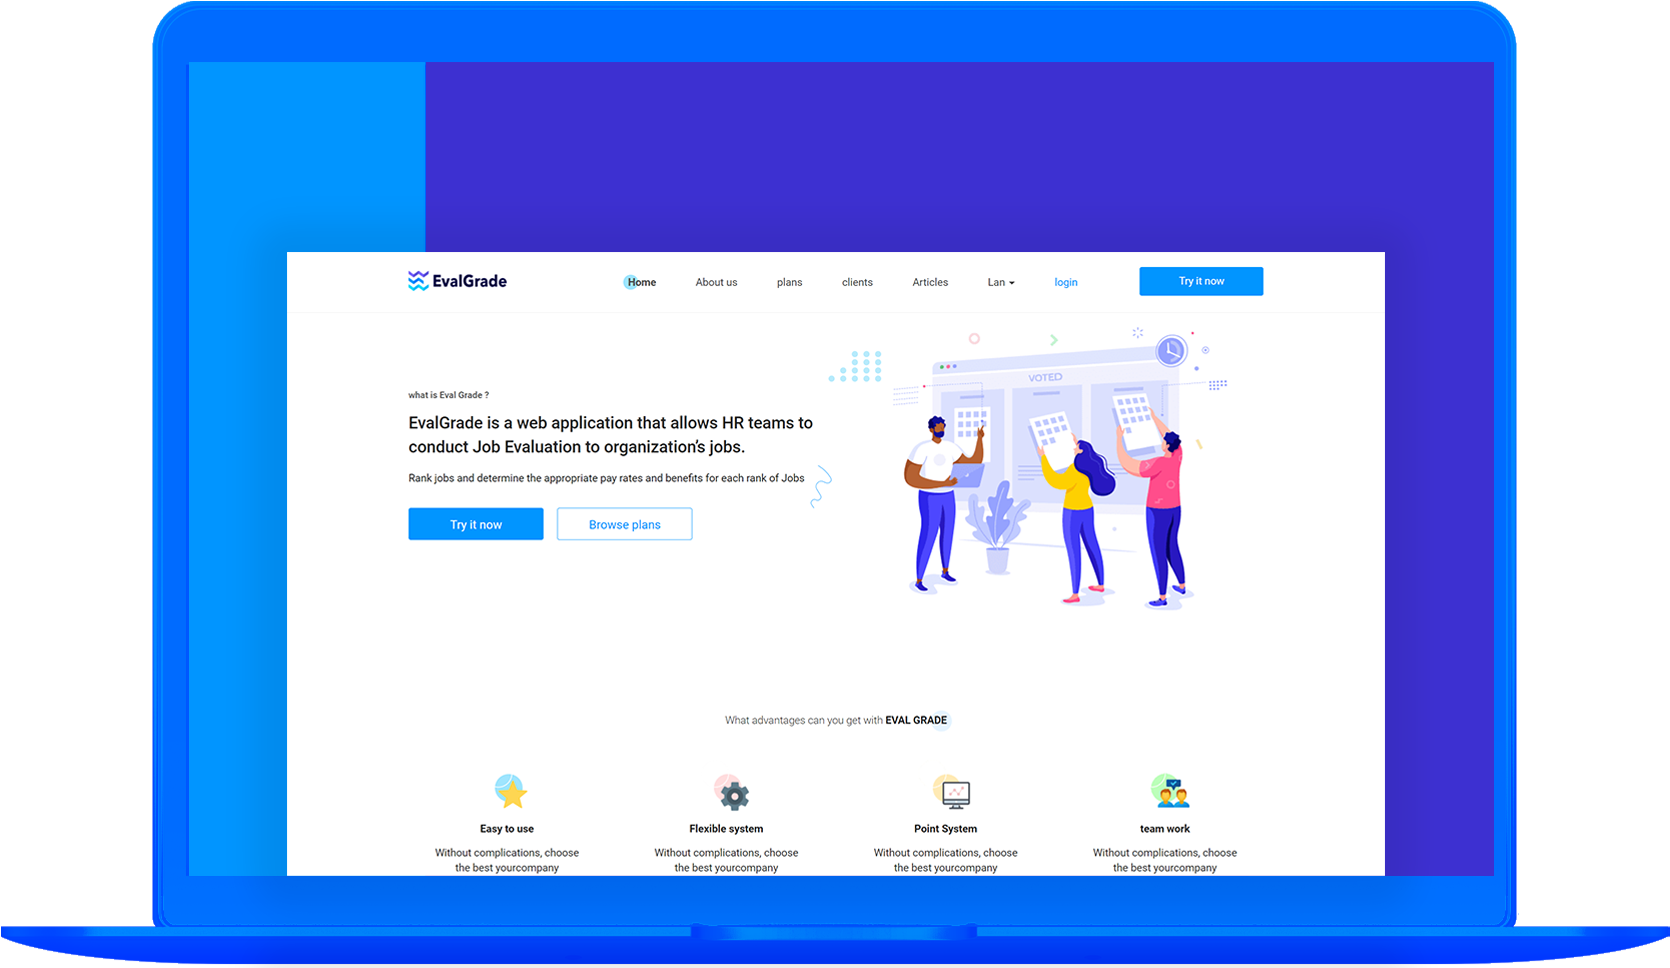 EvalGrade
Home
About us
plans
clients
Articles
Lan
login
Try it now
VOTED
what is Eval Grade ?
EvalGrade is a web application that allows HR teams to
conduct Job Evaluation to organization's jobs.
Rank jobs and determine the appropriate pay rates and benefits for each rank of Jobs
Try it now
Browse plans
What advantages can you get with EVAL GRADE
Easy to use
Without complications, choose
the best yourcompany
Flexible system
Without complications, choose
the best yourcompany
Point System
Without complications, choose
the best yourcompany
team work
Without complications, choose
the best yourcompany